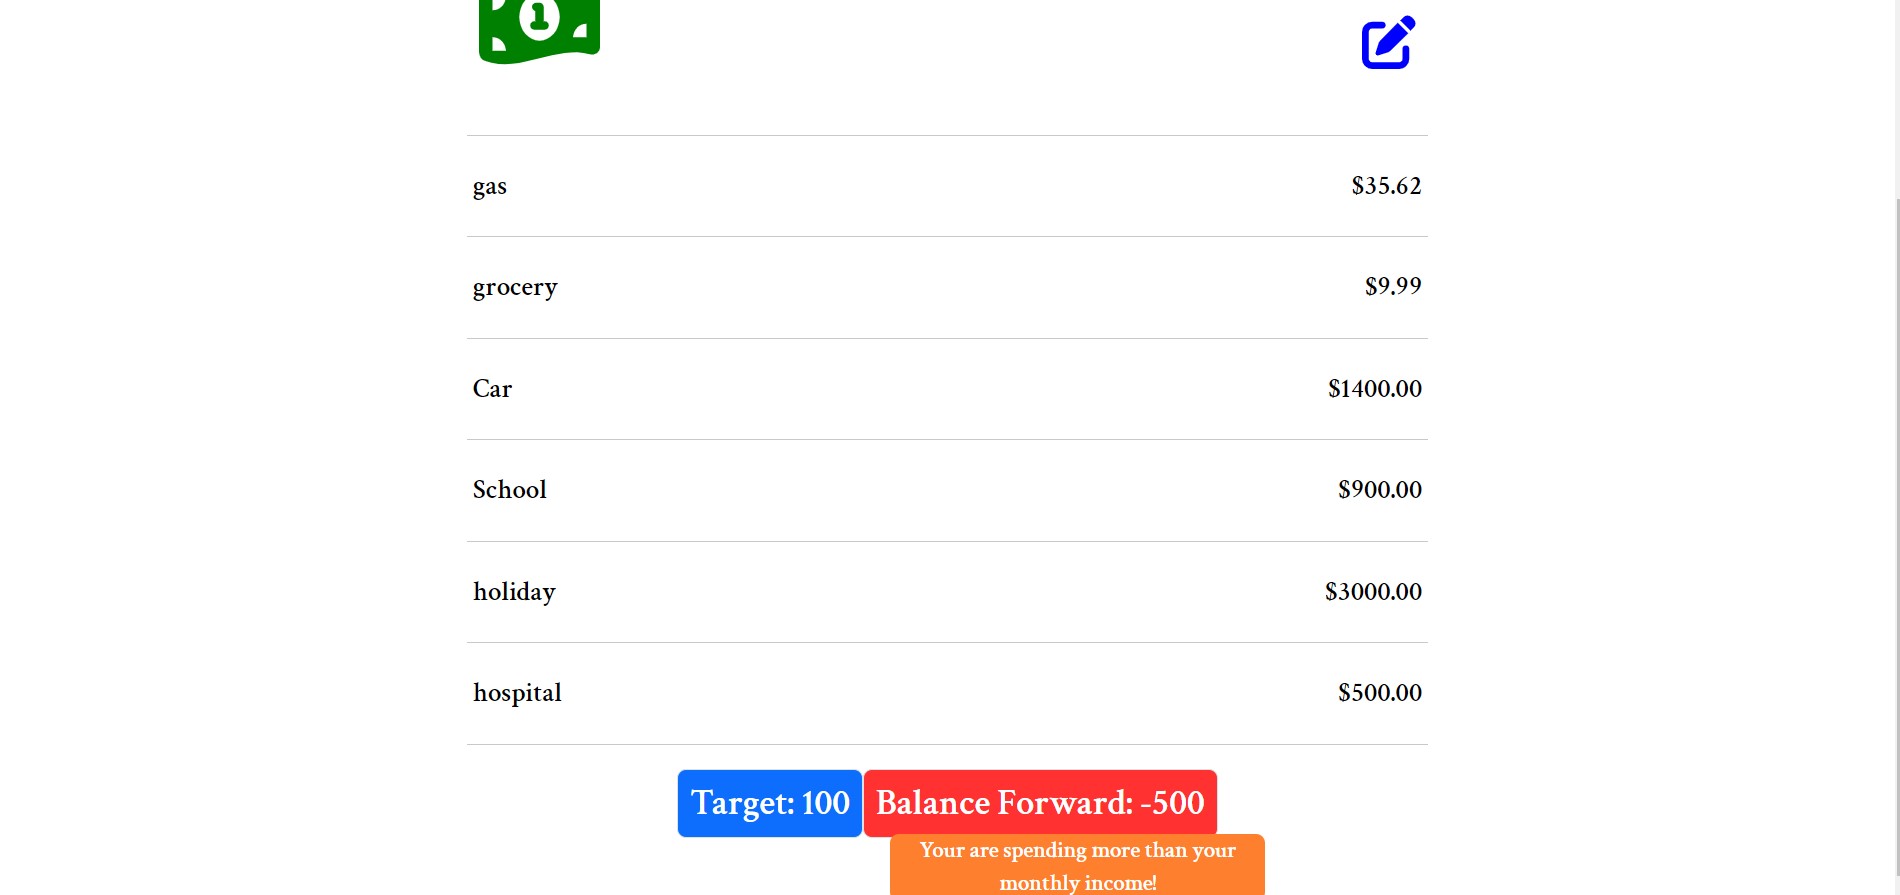 1
gas $35.62
grocery $9.99
Car $1400.00
School $900.00
holiday $3000.00
hospital $500.00
Target: 100 Balance Forward: -500
Your are spending more than your
monthly income!